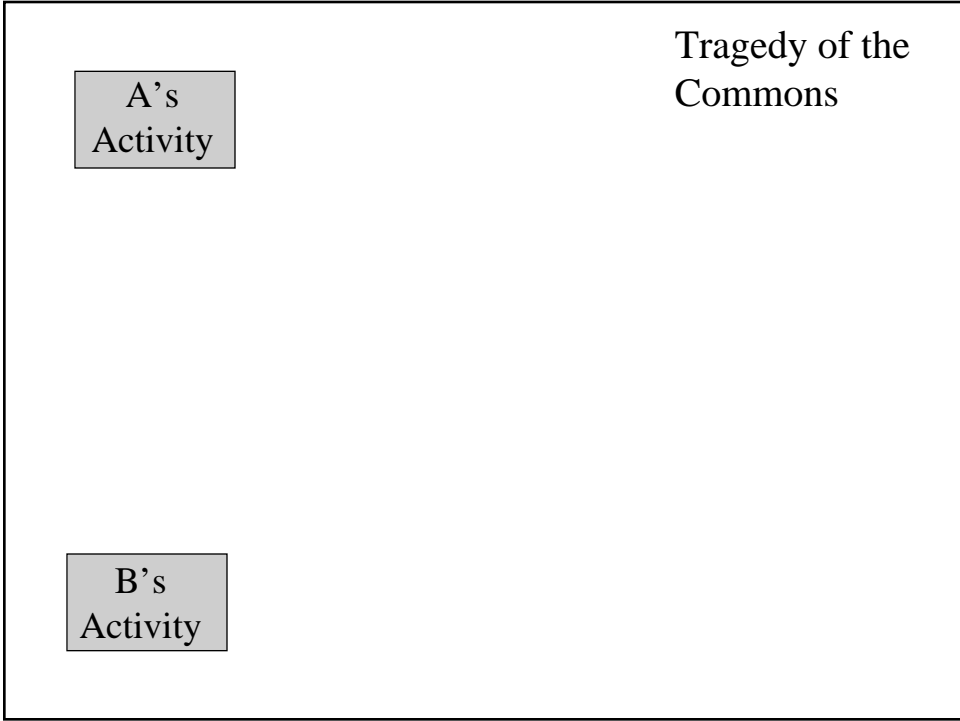 Tragedy of the
Commons
A’s
Activity
B’s
Activity